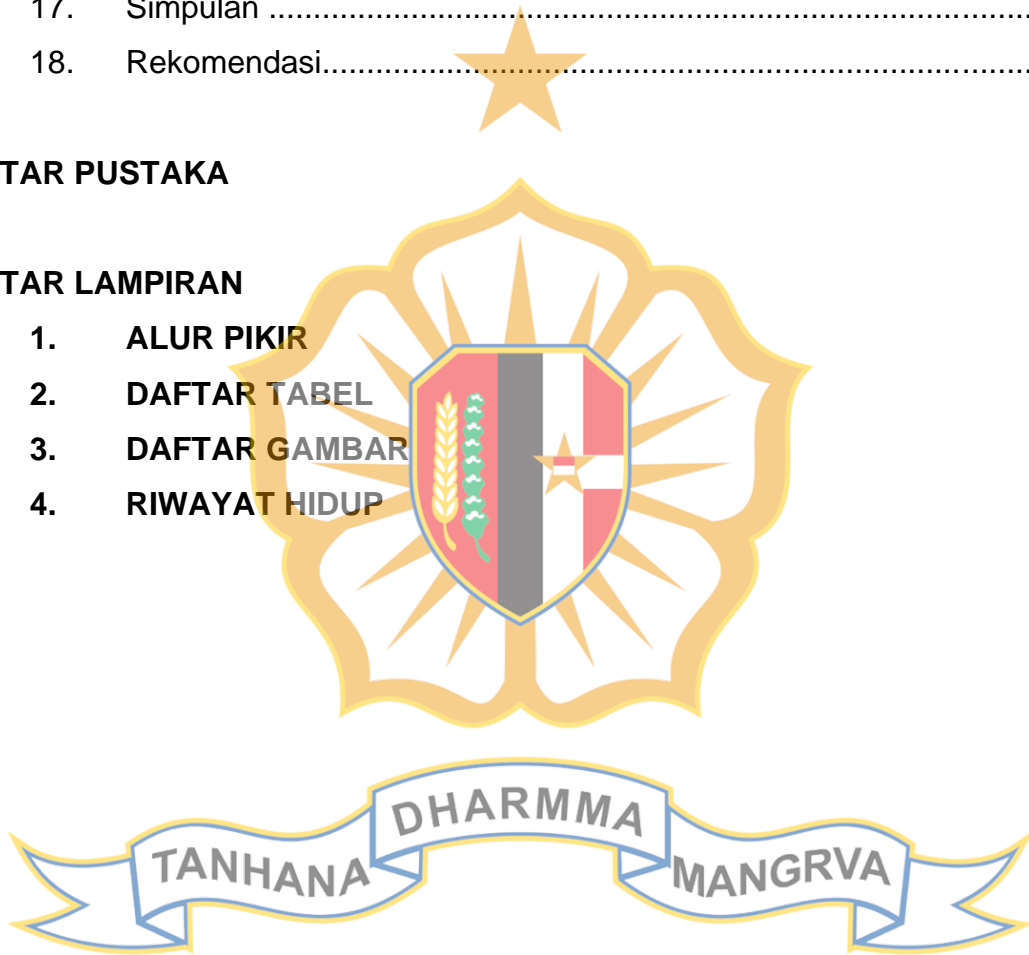 17. Simpulan ....................................................................................
18. Rekomendasi..............................................................................
TAR PUSTAKA
TAR LAMPIRAN
1. ALUR PIKIR
2. DAFTAR TABEL
3. DAFTAR GAMBAR
4. RIWAYAT HIDUP
TANHANA DHARMMA MANGRVA